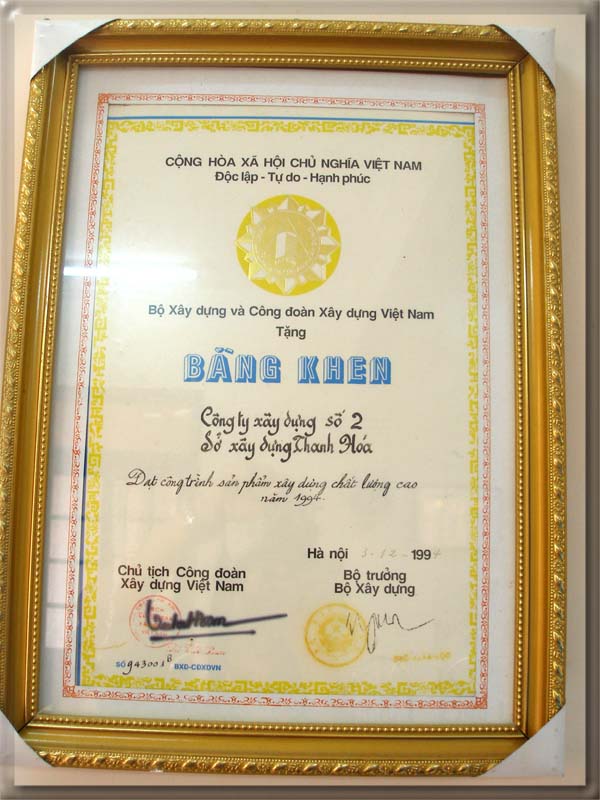 CỘNG HÒA XÃ HỘI CHỦ NGHĨA VIỆT NAM
Độc lập - Tự do - Hạnh phúc
Bộ Xây dựng và Công đoàn Xây dựng Việt Nam
Tặng
BẰNG KHEN
Công ty xây dựng số 2
Sở xây dựng Thanh Hóa
Đạt công trình sản phẩm xây dựng chất lượng cao
năm 1994.
Hà nội 3-12-1994
Chủ tịch Công đoàn
Xây dựng Việt Nam
Bộ trưởng
Bộ Xây dựng
SỐ 943001B BXD-CĐXDVN